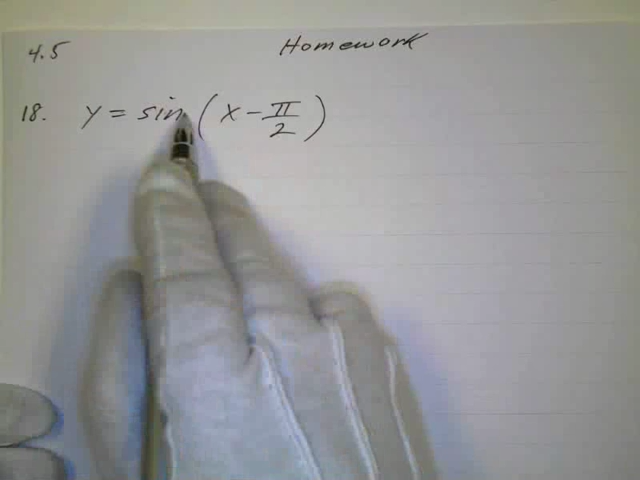 4.5 Homework
18. y = sin (x - π/2)